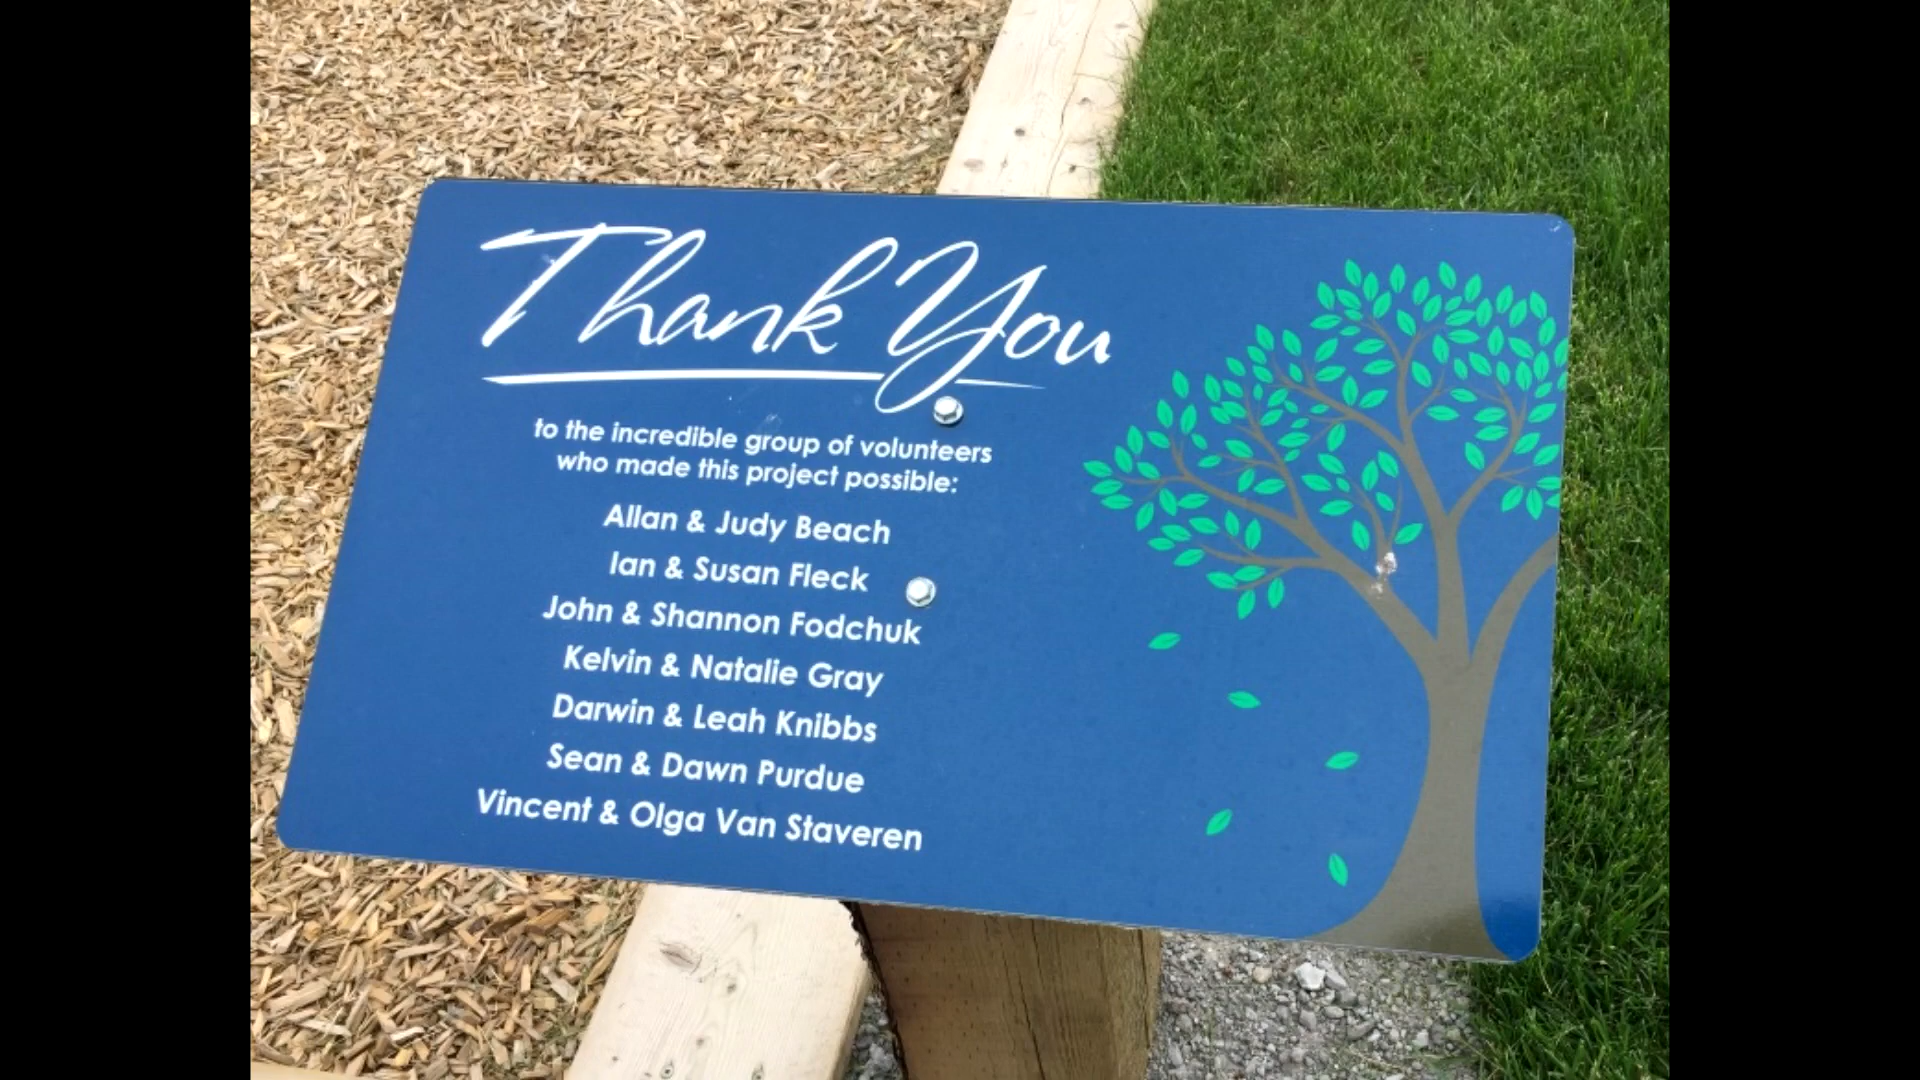 Thank You
to the incredible group of volunteers
who made this project possible:
Allan & Judy Beach
Ian & Susan Fleck
John & Shannon Fodchuk
Kelvin & Natalie Gray
Darwin & Leah Knibbs
Sean & Dawn Purdue
Vincent & Olga Van Staveren